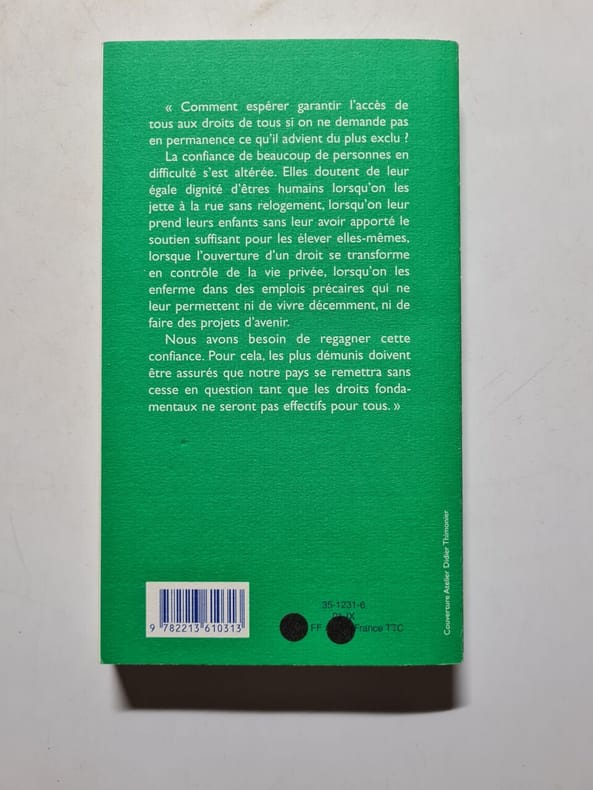 « Comment espérer garantir l'accès de
tous aux droits de tous si on ne demande pas
en permanence ce qu'il advient du plus exclu ?
La confiance de beaucoup de personnes en
difficulté s'est altérée. Elles doutent de leur
égale dignité d'êtres humains lorsqu'on les
jette à la rue sans relogement, lorsqu'on leur
prend leurs enfants sans leur avoir apporté le
soutien suffisant pour les élever elles-mêmes,
lorsque l'ouverture d'un droit se transforme
en contrôle de la vie privée, lorsqu'on les
enferme dans des emplois précaires qui ne
leur permettent ni de vivre décemment, ni de
faire des projets d'avenir.
Nous avons besoin de regagner cette
confiance. Pour cela, les plus démunis doivent
être assurés que notre pays se remettra sans
cesse en question tant que les droits fonda-
mentaux ne seront pas effectifs pour tous. »
Couverture Atelier Didier Thimonier
9 782213 610313
35-1231-6
FF France TTC